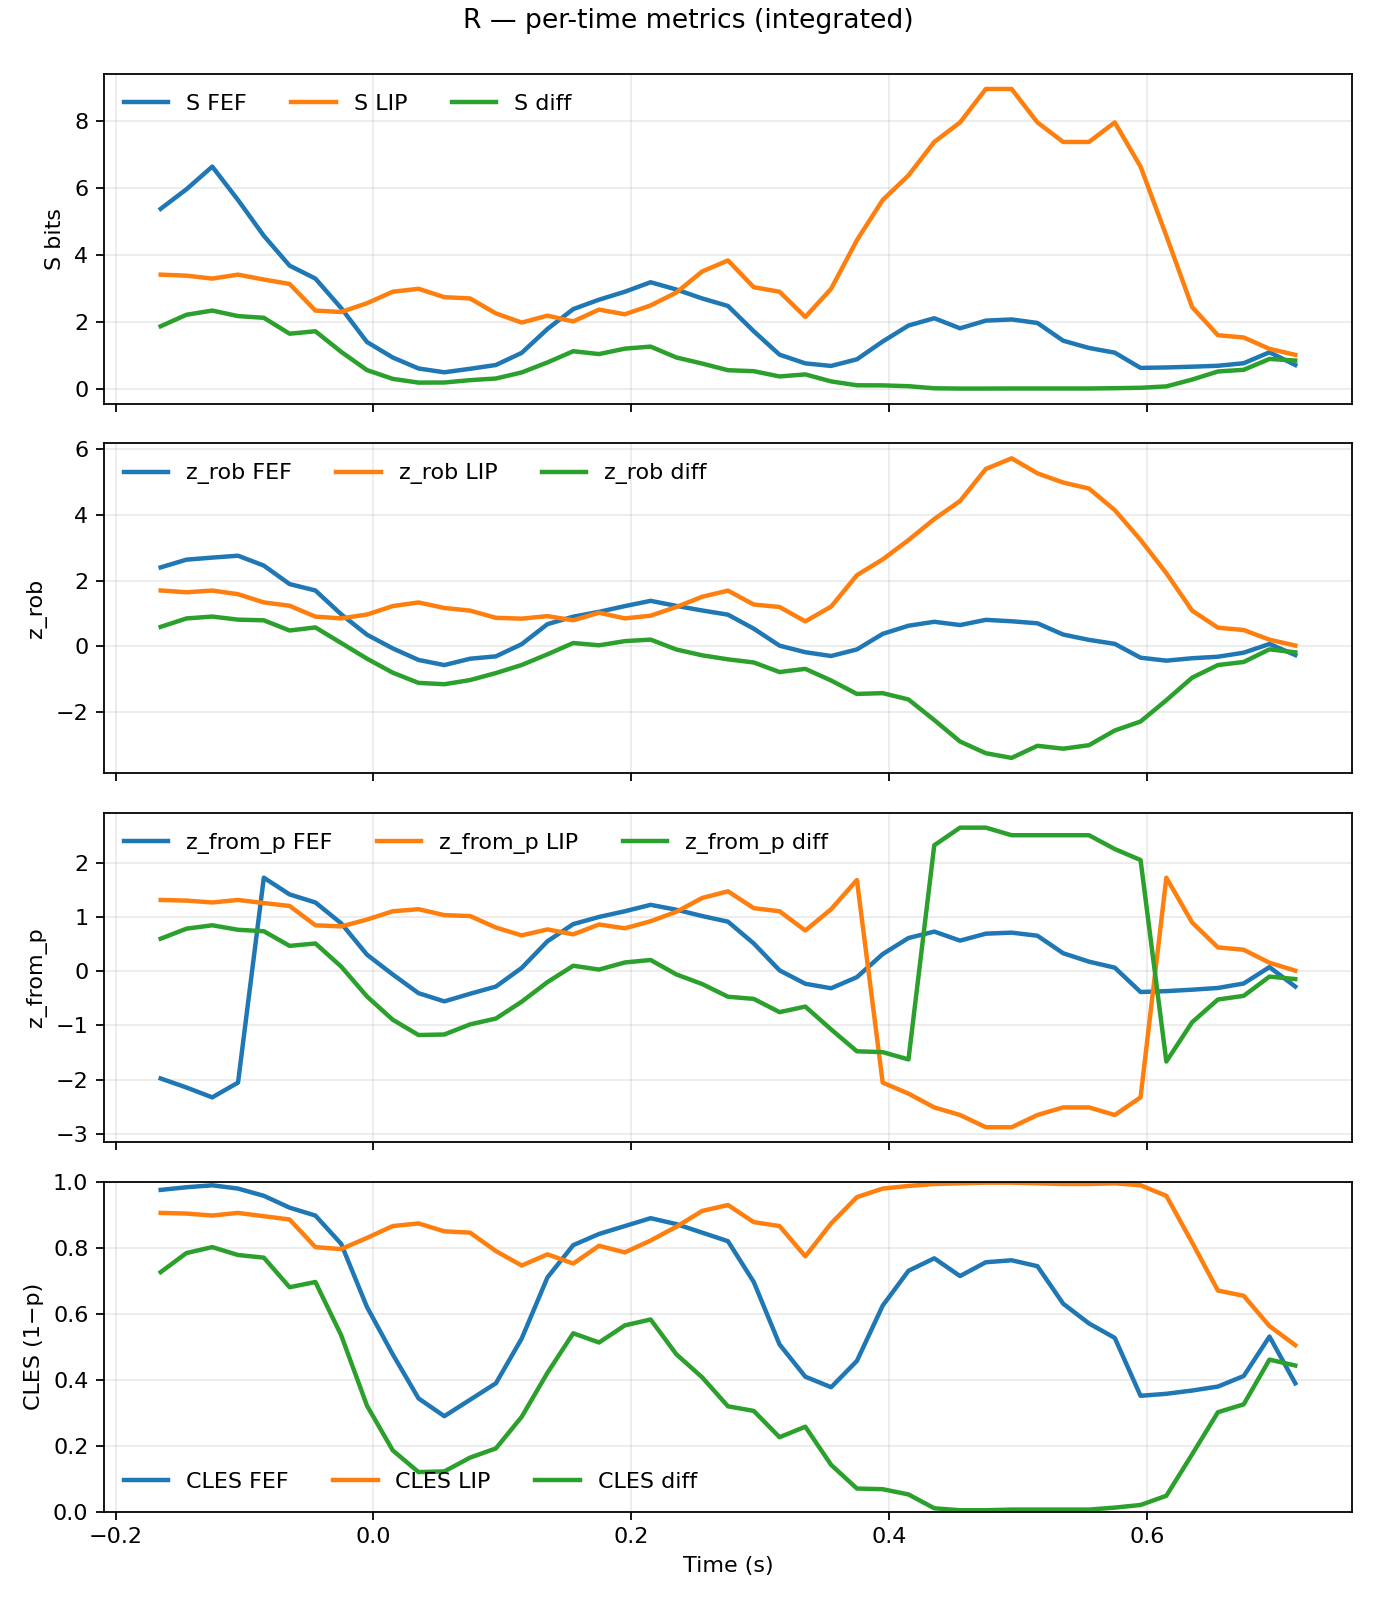 R — per-time metrics (integrated)
S FEF S LIP S diff
8
6
4
2
0
S bits
z_rob FEF z_rob LIP z_rob diff
6
4
2
0
−2
z_rob
z_from_p FEF z_from_p LIP z_from_p diff
2
1
0
−1
−2
−3
z_from_p
1.0
0.8
0.6
0.4
0.2
0.0
CLES (1−p)
CLES FEF CLES LIP CLES diff
−0.2 0.0 0.2 0.4 0.6
Time (s)